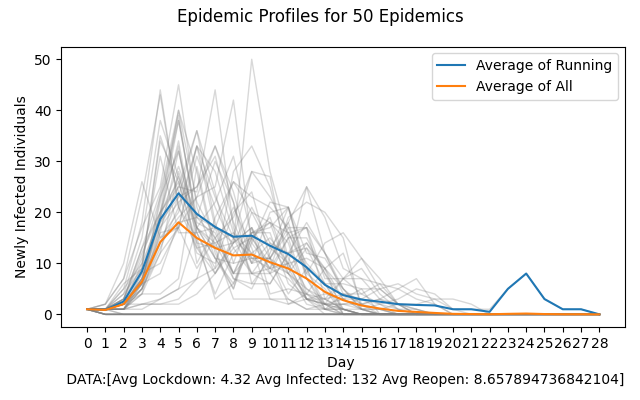 Epidemic Profiles for 50 Epidemics
Average of Running
Average of All
Newly Infected Individuals
50
40
30
20
10
0
0 1 2 3 4 5 6 7 8 9 10 11 12 13 14 15 16 17 18 19 20 21 22 23 24 25 26 27 28
Day
DATA:[Avg Lockdown: 4.32 Avg Infected: 132 Avg Reopen: 8.657894736842104]